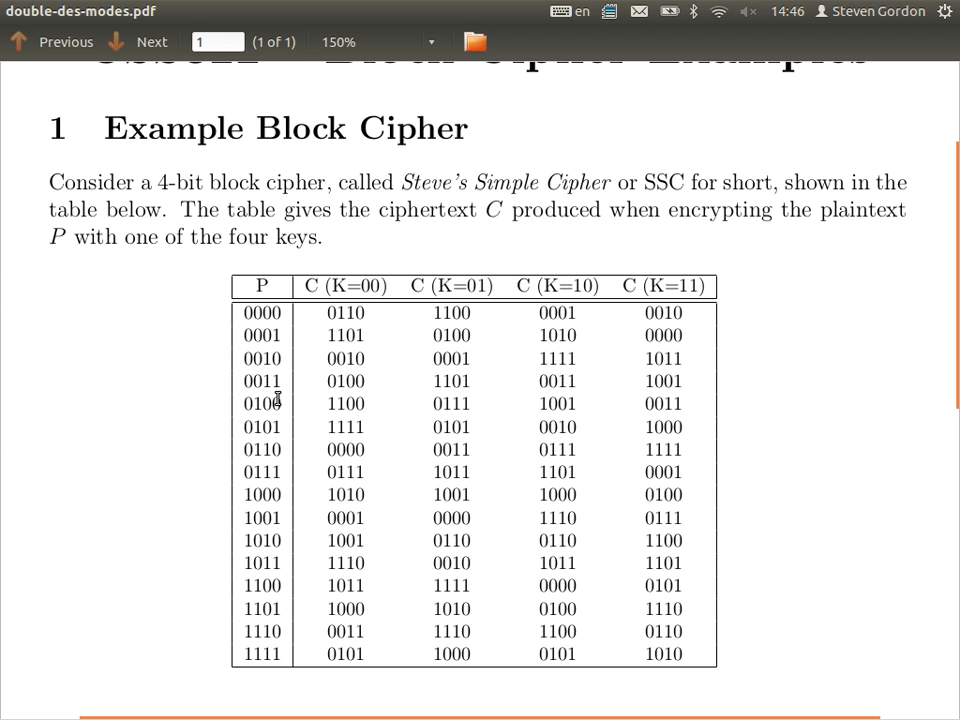 double-des-modes.pdf en 14:46 Steven Gordon
Previous Next 1 (1 of 1) 150%
Block Cipher Examples
1 Example Block Cipher
Consider a 4-bit block cipher, called Steve's Simple Cipher or SSC for short, shown in the
table below. The table gives the ciphertext C produced when encrypting the plaintext
P with one of the four keys.
P C (K=00) C (K=01) C (K=10) C (K=11)
0000 0110 1100 0001 0010
0001 1101 0100 1010 0000
0010 0010 0001 1111 1011
0011 0100 1101 0011 1001
0100 1100 0111 1001 0011
0101 1111 0101 0010 1000
0110 0000 0011 0111 1111
0111 0111 1011 1101 0001
1000 1010 1001 1000 0100
1001 0001 0000 1110 0111
1010 1001 0110 0110 1100
1011 1110 0010 1011 1101
1100 1011 1111 0000 0101
1101 1000 1010 0100 1110
1110 0011 1110 1100 0110
1111 0101 1000 0101 1010